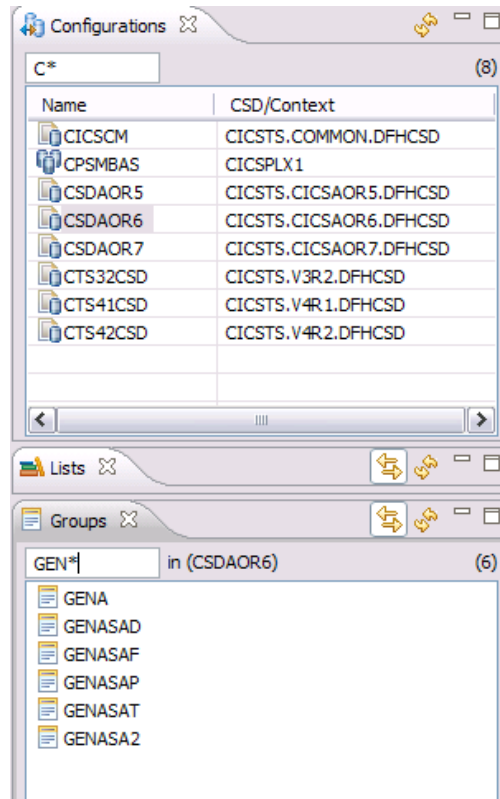 Configurations
C* (8)
Name CSD/Context
CICSCM CICSTS.COMMON.DFHCSD
CPSMBAS CICSPLX1
CSDAOR5 CICSTS.CICSAOR5.DFHCSD
CSDAOR6 CICSTS.CICSAOR6.DFHCSD
CSDAOR7 CICSTS.CICSAOR7.DFHCSD
CTS32CSD CICSTS.V3R2.DFHCSD
CTS41CSD CICSTS.V4R1.DFHCSD
CTS42CSD CICSTS.V4R2.DFHCSD
Lists
Groups
GEN* in (CSDAOR6) (6)
GENA
GENASAD
GENASAF
GENASAP
GENASAT
GENASA2